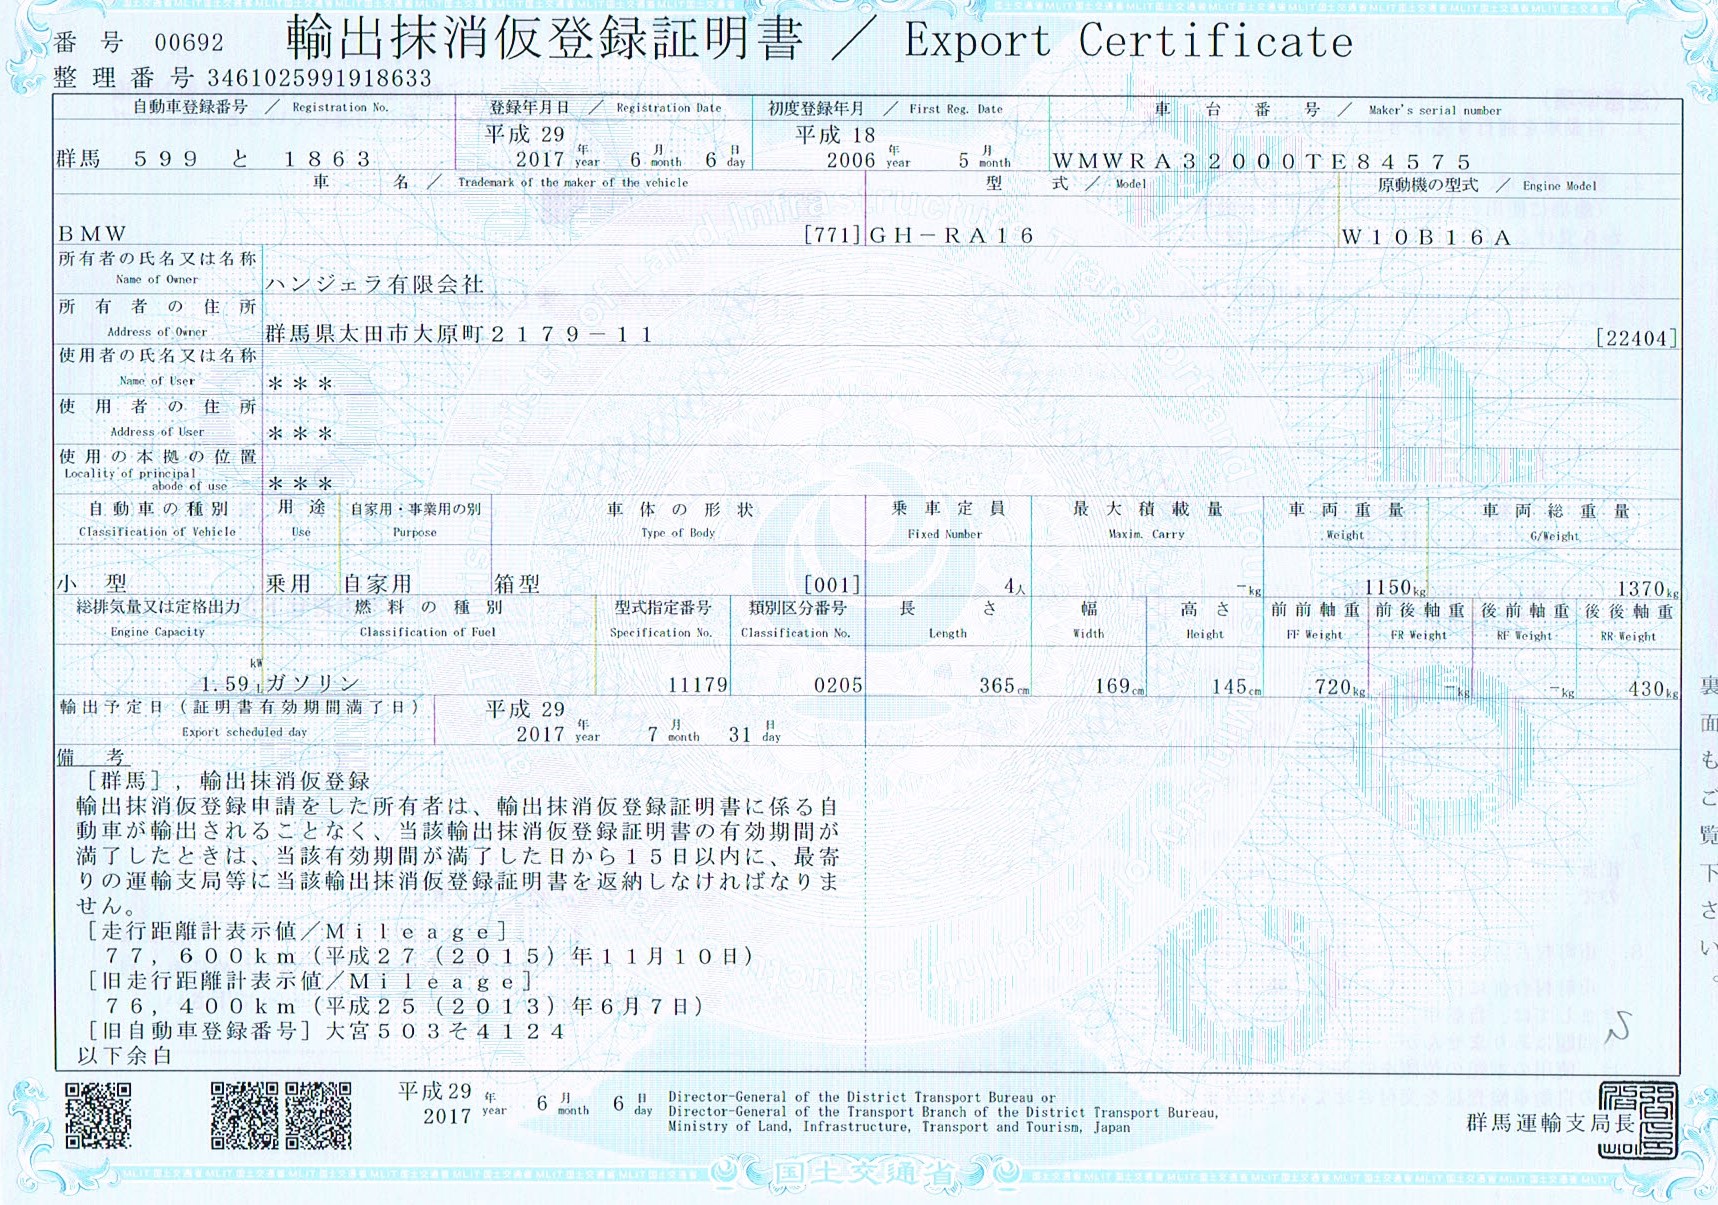 番 号 00692 輸出抹消仮登録証明書 ／ Export Certificate
整 理 番 号 3461025991918633
自動車登録番号 ／ Registration No. 登録年月日 ／ Registration Date 初度登録年月 ／ First Reg. Date 車 台 番 号 ／ Maker's serial number
平成 29 平成 18
群馬 ５９９ と １８６３ 2017 年 year 6 月 month 6 日 day 2006 年 year 5 月 month ＷＭＷＲＡ３２０００ＴＥ８４５７５
車 名 ／ Trademark of the maker of the vehicle 型 式 ／ Model 原動機の型式 ／ Engine Model
ＢＭＷ [771] ＧＨ－ＲＡ１６ Ｗ１０Ｂ１６Ａ
所有者の氏名又は名称
Name of Owner ハンジェラ有限会社
所 有 者 の 住 所
Address of Owner 群馬県太田市大原町２１７９－１１ [22404]
使用者の氏名又は名称
Name of User ＊＊＊
使 用 者 の 住 所
Address of User ＊＊＊
使 用 の 本 拠 の 位 置
Locality of principal
abode of use ＊＊＊
自 動 車 の 種 別 用 途 自家用・事業用の別 車 体 の 形 状 乗 車 定 員 最 大 積 載 量 車 両 重 量 車 両 総 重 量
Classification of Vehicle Use Purpose Type of Body Fixed Number Maxim. Carry Weight G/Weight
小 型 乗用 自家用 箱型 [001] 4人 －kg 1150kg 1370kg
総排気量又は定格出力 燃 料 の 種 別 型式指定番号 類別区分番号 長 さ 幅 高 さ 前前軸重 前後軸重 後前軸重 後後軸重
Engine Capacity Classification of Fuel Specification No. Classification No. Length Width Height FF Weight FR Weight RF Weight RR Weight
kW
1.59 L ガソリン 11179 0205 365cm 169cm 145cm 720kg －kg －kg 430kg
輸出予定日（証明書有効期間満了日） 平成 29
Export scheduled day 2017 年 year 7 月 month 31 日 day
備 考
［群馬］，輸出抹消仮登録
輸出抹消仮登録申請をした所有者は、輸出抹消仮登録証明書に係る自
動車が輸出されることなく、当該輸出抹消仮登録証明書の有効期間が
満了したときは、当該有効期間が満了した日から１５日以内に、最寄
りの運輸支局等に当該輸出抹消仮登録証明書を返納しなければなりま
せん。
［走行距離計表示値／Ｍｉｌｅａｇｅ］
７７，６００ｋｍ（平成２７（２０１５）年１１月１０日）
［旧走行距離計表示値／Ｍｉｌｅａｇｅ］
７６，４００ｋｍ（平成２５（２０１３）年６月７日）
［旧自動車登録番号］大宮５０３そ４１２４
以下余白
裏面もご覧下さい。
平成29 2017 年 year 6 月 month 6 日 day
Director-General of the District Transport Bureau or
Director-General of the Transport Branch of the District Transport Bureau,
Ministry of Land, Infrastructure, Transport and Tourism, Japan
群馬運輸支局長
国土交通省